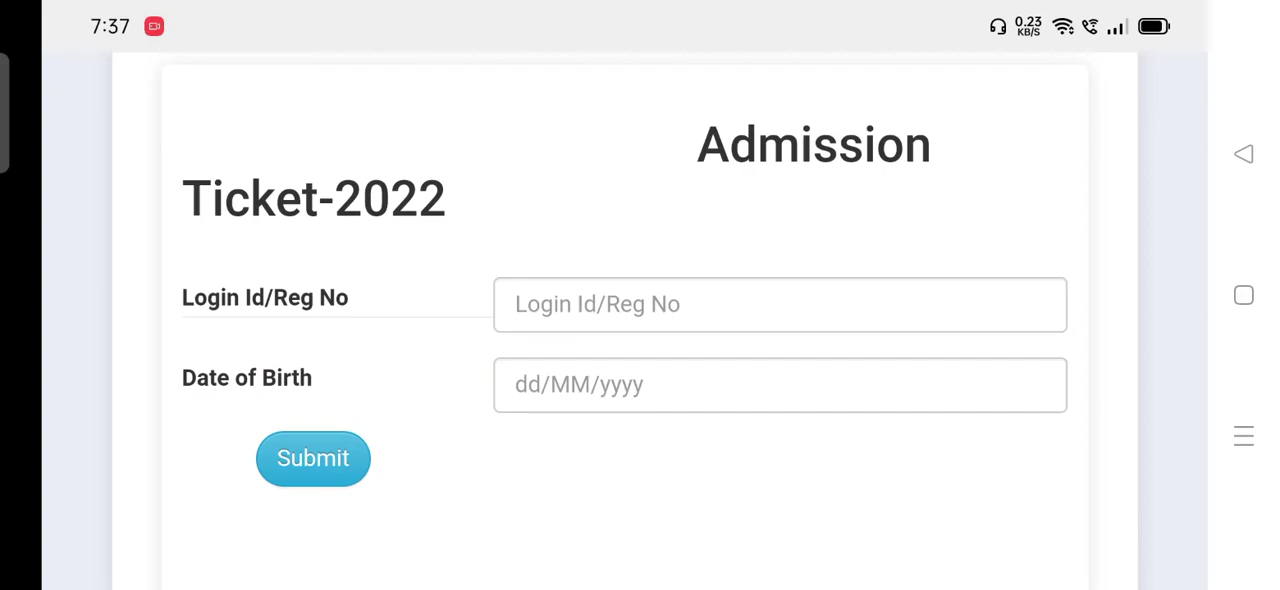 7:37 0.23 KB/S
Admission
Ticket-2022
Login Id/Reg No Login Id/Reg No
Date of Birth dd/MM/yyyy
Submit